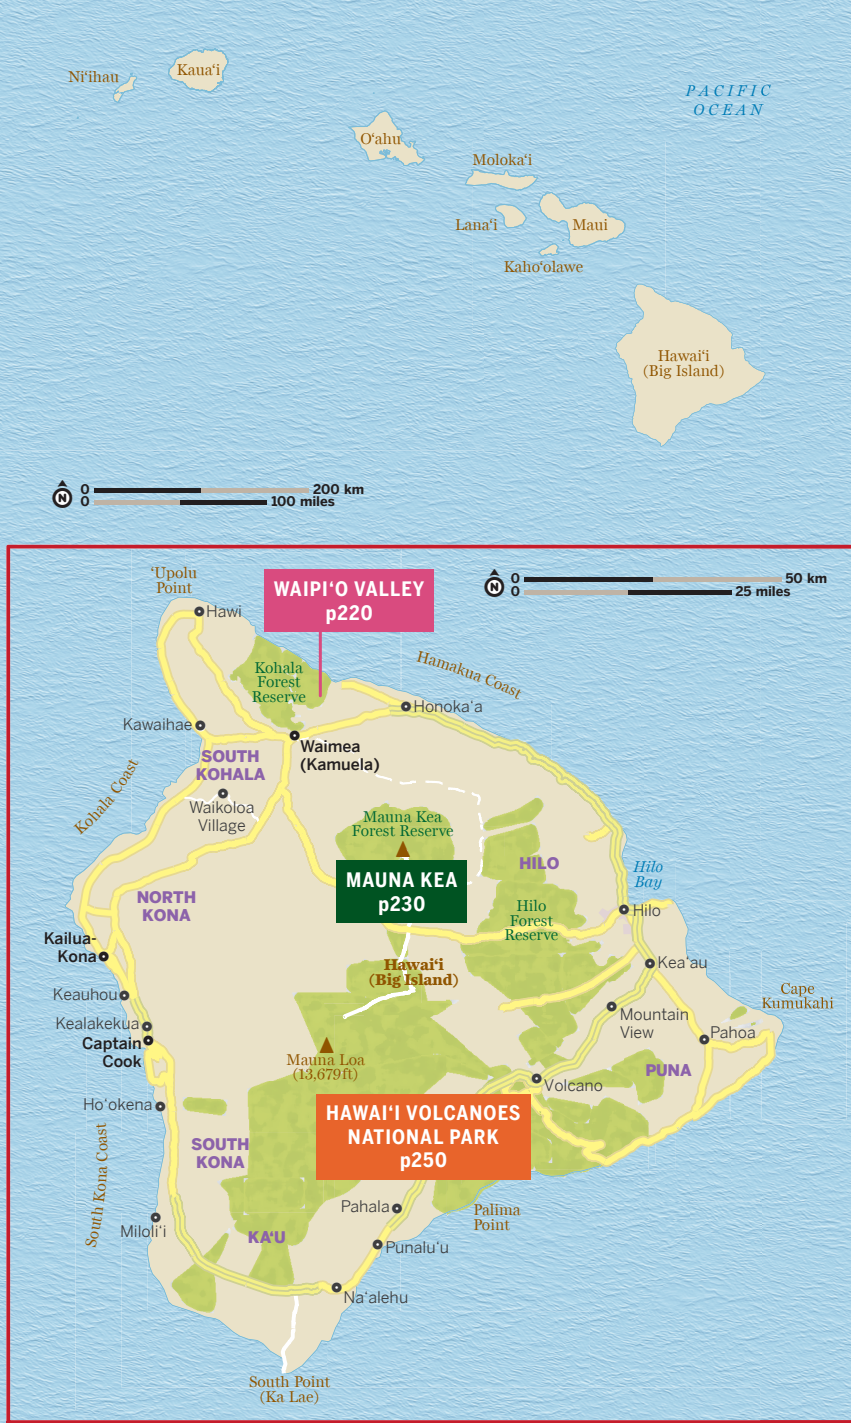 Ni‘ihau
Kaua‘i
PACIFIC
OCEAN
O‘ahu
Moloka‘i
Lana‘i
Maui
Kaho‘olawe
Hawai‘i
(Big Island)
N
0
200 km
0
100 miles
‘Upolu
Point
WAIPI‘O VALLEY
p220
N
0
50 km
0
25 miles
Hawi
Kohala
Forest
Reserve
Hamakua Coast
Honoka‘a
Kawaihae
Waimea
(Kamuela)
SOUTH
KOHALA
Kohala Coast
Waikoloa
Village
Mauna Kea
Forest Reserve
HILO
Hilo
Bay
MAUNA KEA
p230
NORTH
KONA
Hilo
Forest
Reserve
Hilo
Kailua-
Kona
Hawai‘i
(Big Island)
Kea‘au
Keauhou
Cape
Kumukahi
Mountain
View
Kealakekua
Captain
Cook
Pahoa
Mauna Loa
(13,679ft)
PUNA
Volcano
Ho‘okena
HAWAI‘I VOLCANOES
NATIONAL PARK
p250
SOUTH
KONA
South Kona Coast
Pahala
Palima
Point
Miloli‘i
KA‘U
Punalu‘u
Na‘alehu
South Point
(Ka Lae)